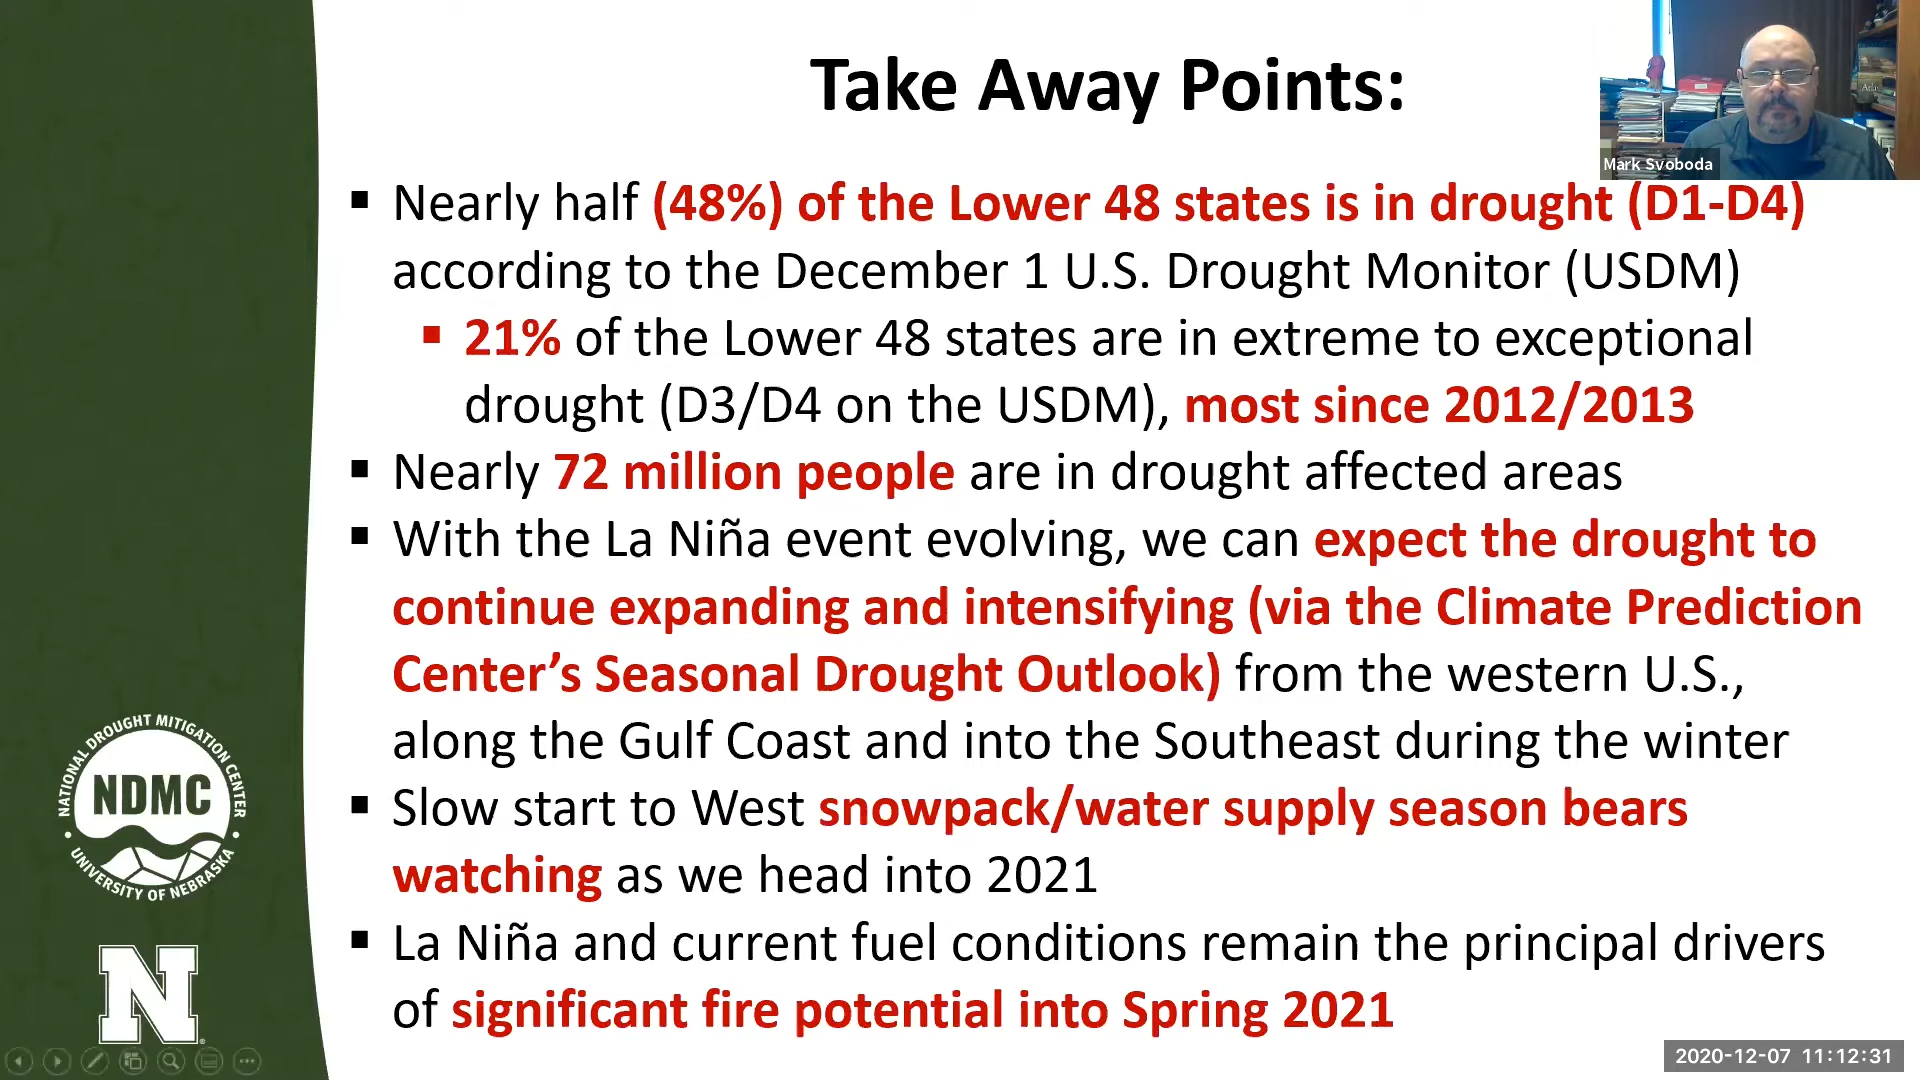 Take Away Points:
Mark Svoboda
▪ Nearly half (48%) of the Lower 48 states is in drought (D1-D4)
according to the December 1 U.S. Drought Monitor (USDM)
▪ 21% of the Lower 48 states are in extreme to exceptional
drought (D3/D4 on the USDM), most since 2012/2013
▪ Nearly 72 million people are in drought affected areas
▪ With the La Niña event evolving, we can expect the drought to
continue expanding and intensifying (via the Climate Prediction
Center’s Seasonal Drought Outlook) from the western U.S.,
along the Gulf Coast and into the Southeast during the winter
▪ Slow start to West snowpack/water supply season bears
watching as we head into 2021
▪ La Niña and current fuel conditions remain the principal drivers
of significant fire potential into Spring 2021
NATIONAL DROUGHT MITIGATION CENTER
NDMC
• UNIVERSITY OF NEBRASKA •
N
2020-12-07 11:12:31